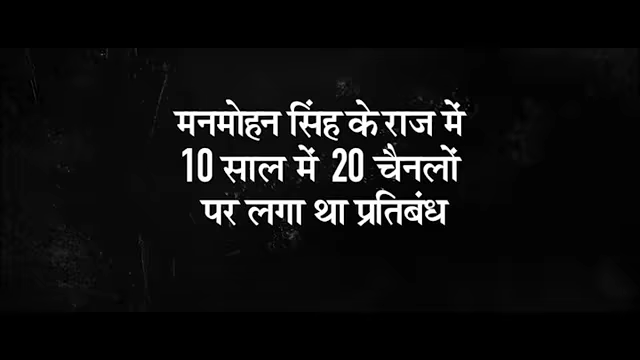 मनमोहन सिंह के राज में
10 साल में 20 चैनलों
पर लगा था प्रतिबंध